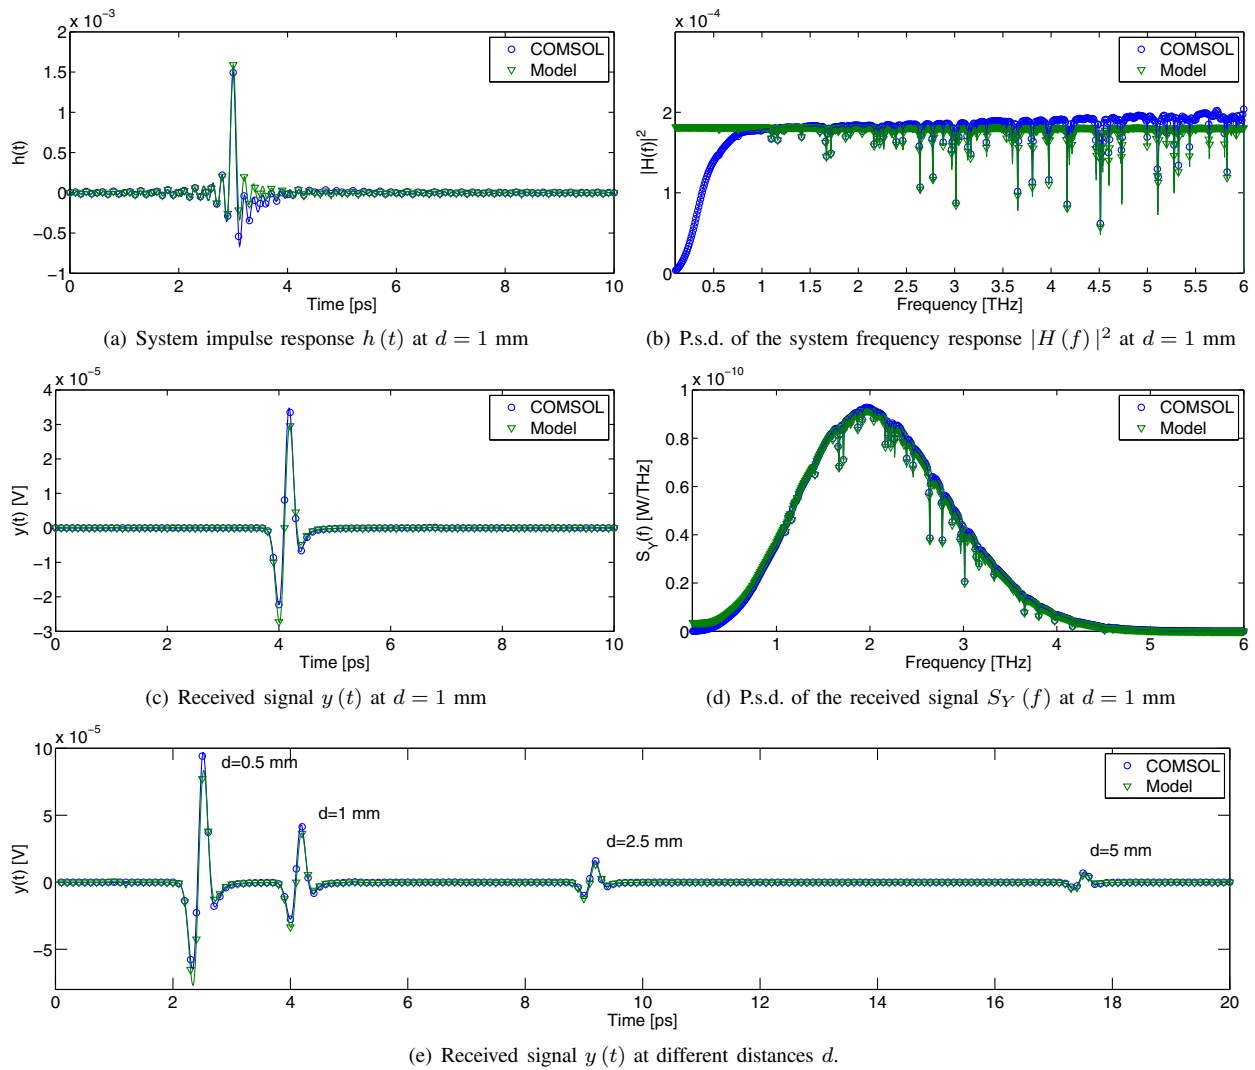 x 10⁻³
2
1.5
1
0.5
0
−0.5
−1
h(t)
0 2 4 6 8 10
Time [ps]
COMSOL
Model
(a) System impulse response h (t) at d = 1 mm
x 10⁻⁴
4
2
0
|H(f)|²
0.5 1 1.5 2 2.5 3 3.5 4 4.5 5 5.5 6
Frequency [THz]
COMSOL
Model
(b) P.s.d. of the system frequency response |H (f) |² at d = 1 mm
x 10⁻⁵
4
3
2
1
0
−1
−2
−3
y(t) [V]
0 2 4 6 8 10
Time [ps]
COMSOL
Model
(c) Received signal y (t) at d = 1 mm
x 10⁻¹⁰
1
0.8
0.6
0.4
0.2
0
S_Y(f) [W/THz]
1 2 3 4 5 6
Frequency [THz]
COMSOL
Model
(d) P.s.d. of the received signal S_Y (f) at d = 1 mm
x 10⁻⁵
10
5
0
−5
y(t) [V]
d=0.5 mm
d=1 mm
d=2.5 mm
d=5 mm
COMSOL
Model
0 2 4 6 8 10 12 14 16 18 20
Time [ps]
(e) Received signal y (t) at different distances d.